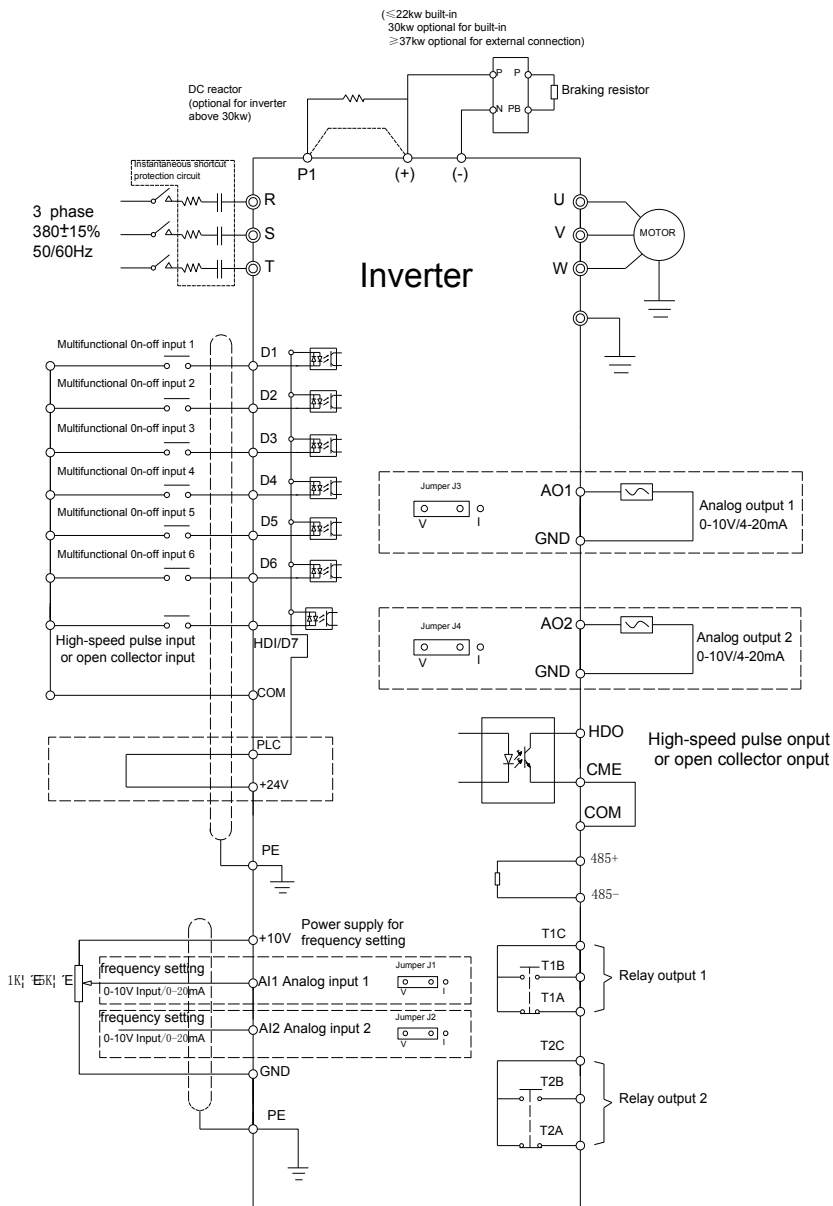 (≤22kw built-in
30kw optional for built-in
≥37kw optional for external connection)
DC reactor
(optional for inverter
above 30kw)
P P
N PB
Braking resistor
P1 (+) (-)
Instantaneous shortcut
protection circuit
3 phase
380±15%
50/60Hz
R
S
T
Inverter
U
V
W
MOTOR
Multifunctional 0n-off input 1
D1
Multifunctional 0n-off input 2
D2
Multifunctional 0n-off input 3
D3
Multifunctional 0n-off input 4
D4
Multifunctional 0n-off input 5
D5
Multifunctional 0n-off input 6
D6
High-speed pulse input
or open collector input
HDI/D7
COM
PLC
+24V
PE
Jumper J3
V I
AO1
GND
Analog output 1
0-10V/4-20mA
Jumper J4
V I
AO2
GND
Analog output 2
0-10V/4-20mA
HDO
CME
COM
High-speed pulse onput
or open collector onput
485+
485-
+10V
Power supply for
frequency setting
frequency setting
0-10V Input/0-20mA
AI1 Analog input 1
Jumper J1
V I
frequency setting
0-10V Input/0-20mA
AI2 Analog input 2
Jumper J2
V I
GND
PE
T1C
T1B
T1A
Relay output 1
T2C
T2B
T2A
Relay output 2